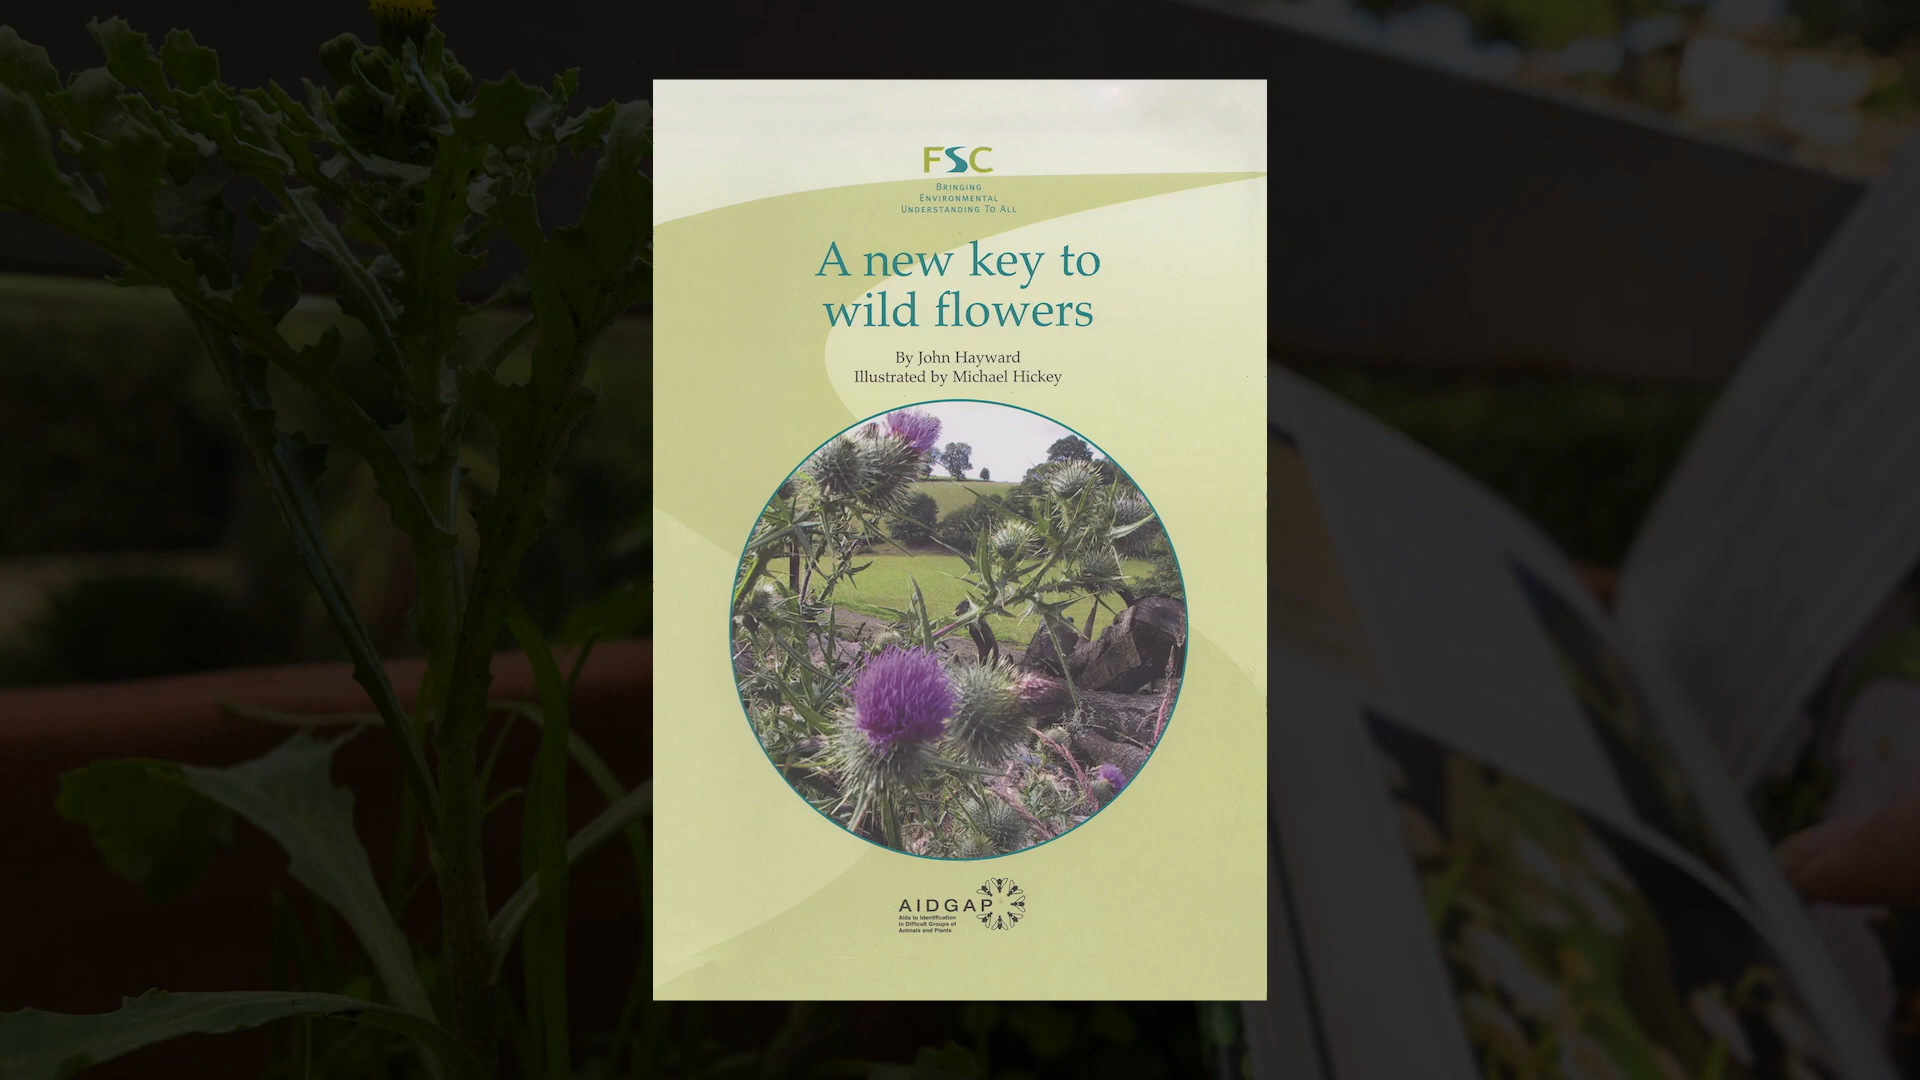 FSC
BRINGING
ENVIRONMENTAL
UNDERSTANDING TO ALL
A new key to
wild flowers
By John Hayward
Illustrated by Michael Hickey
AIDGAP
Aids to Identification
in Difficult Groups of
Animals and Plants